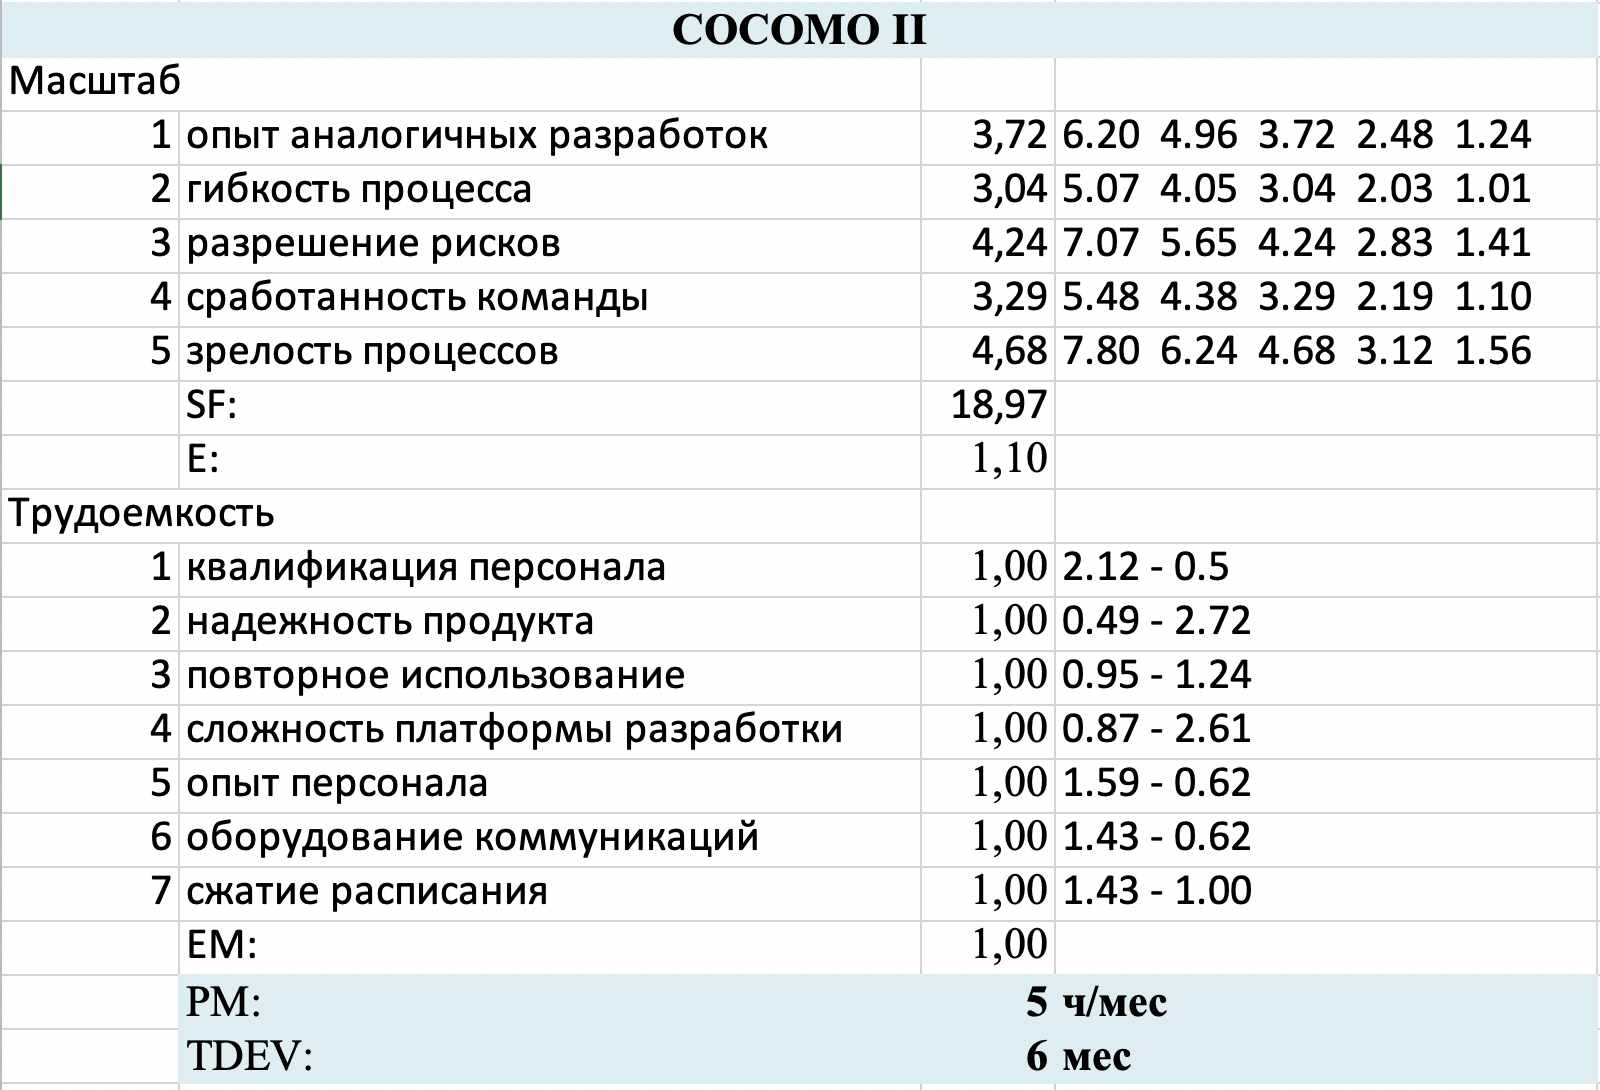 COCOMO II
Масштаб
1 опыт аналогичных разработок 3,72 6.20 4.96 3.72 2.48 1.24
2 гибкость процесса 3,04 5.07 4.05 3.04 2.03 1.01
3 разрешение рисков 4,24 7.07 5.65 4.24 2.83 1.41
4 сработанность команды 3,29 5.48 4.38 3.29 2.19 1.10
5 зрелость процессов 4,68 7.80 6.24 4.68 3.12 1.56
SF: 18,97
E: 1,10
Трудоемкость
1 квалификация персонала 1,00 2.12 - 0.5
2 надежность продукта 1,00 0.49 - 2.72
3 повторное использование 1,00 0.95 - 1.24
4 сложность платформы разработки 1,00 0.87 - 2.61
5 опыт персонала 1,00 1.59 - 0.62
6 оборудование коммуникаций 1,00 1.43 - 0.62
7 сжатие расписания 1,00 1.43 - 1.00
EM: 1,00
PM: 5 ч/мес
TDEV: 6 мес